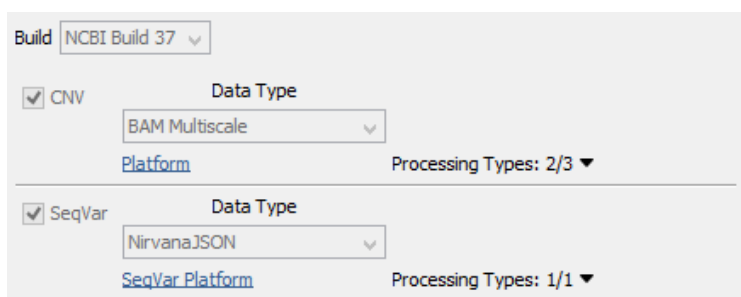 Build NCBI Build 37
CNV Data Type
BAM Multiscale
Platform Processing Types: 2/3
SeqVar Data Type
NirvanaJSON
SeqVar Platform Processing Types: 1/1